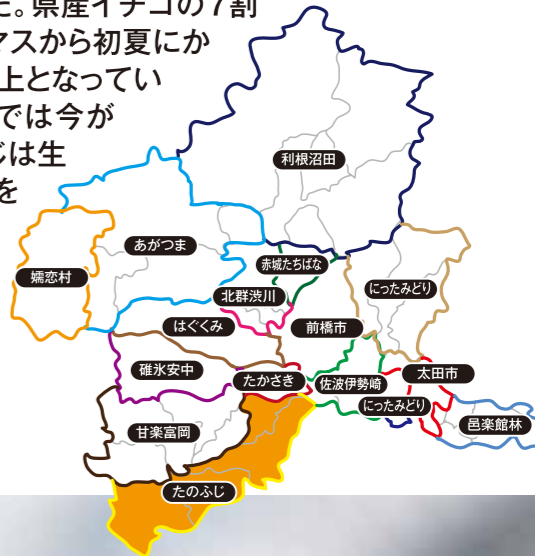 た。県産イチゴの7割
マスから初夏にか
上となってい
では今が
じは生
を
利根沼田
あがつま
赤城たちばな
嬬恋村
北群渋川
にったみどり
はぐくみ
前橋市
碓氷安中
たかさき
佐波伊勢崎
太田市
にったみどり
邑楽館林
甘楽富岡
たのふじ